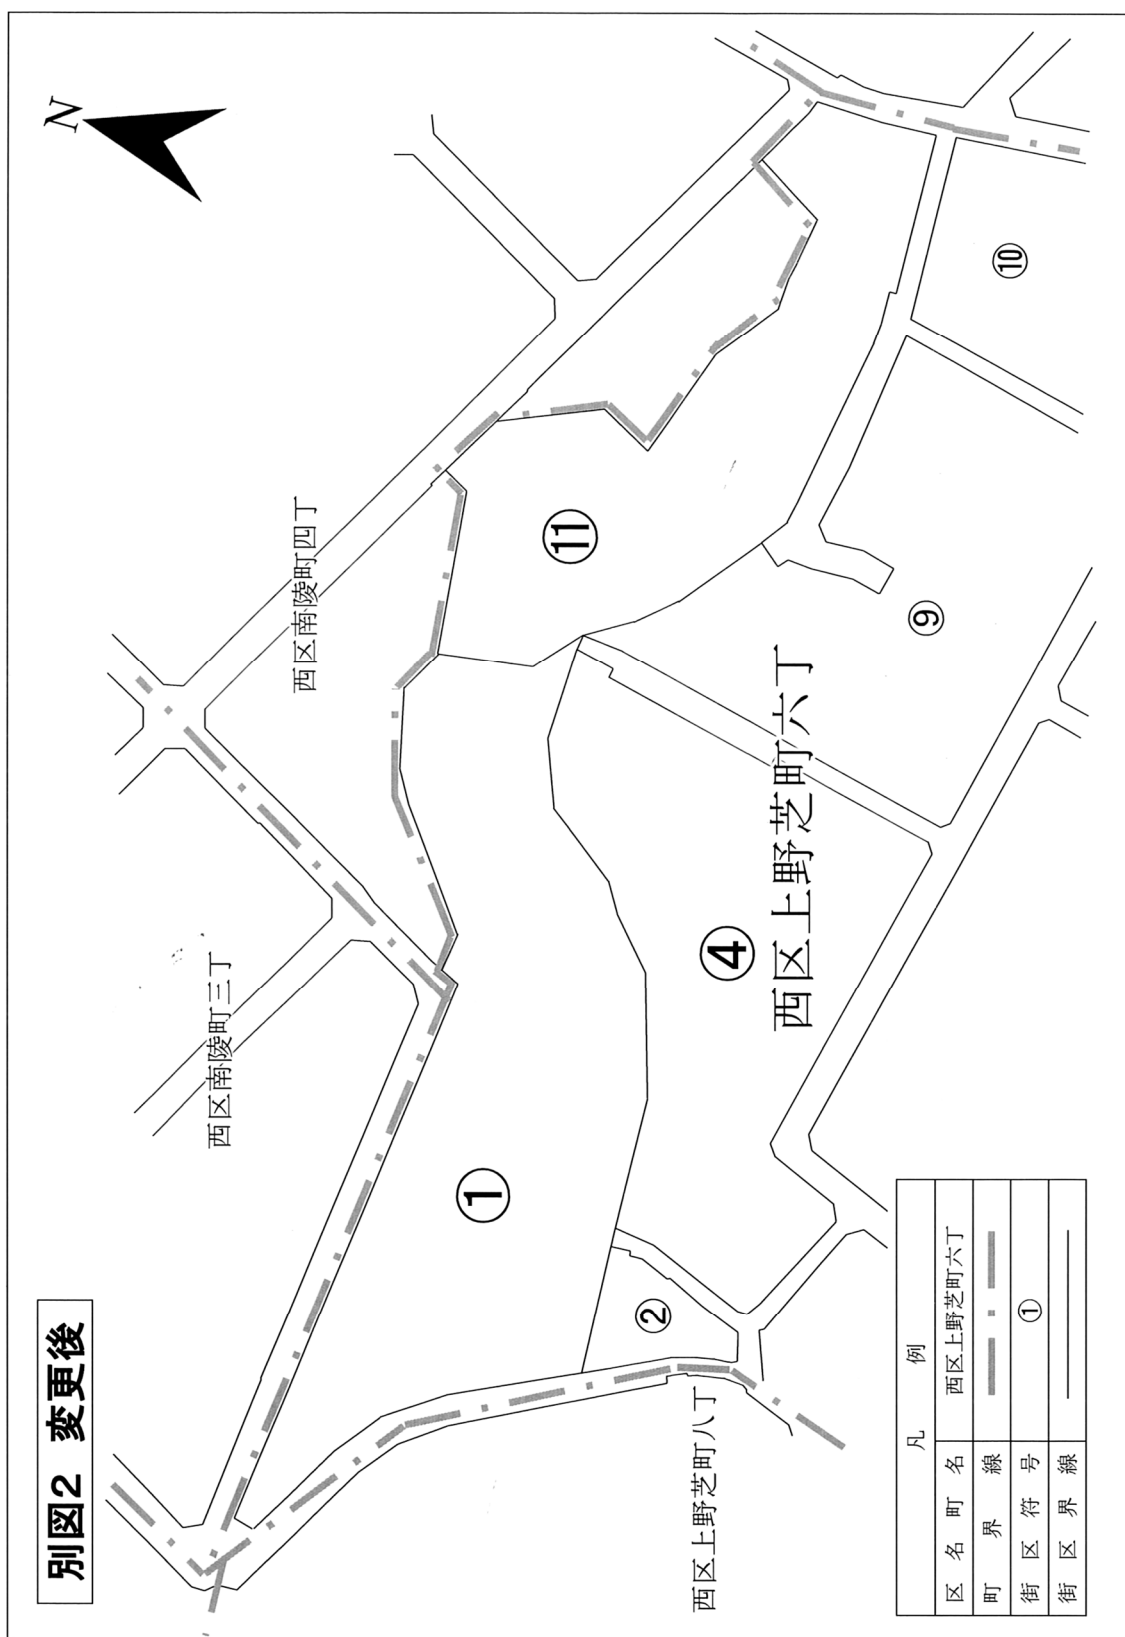 別図2 変更後
N
西区南陵町三丁
西区南陵町四丁
①
⑪
②
④
西区上野芝町六丁
⑨
⑩
西区上野芝町八丁
凡 例
区 名 町 名 西区上野芝町六丁
町 界 線
街 区 符 号 ①
街 区 界 線